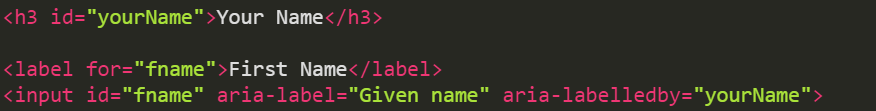 <h3 id="yourName">Your Name</h3>
<label for="fname">First Name</label>
<input id="fname" aria-label="Given name" aria-labelledby="yourName">